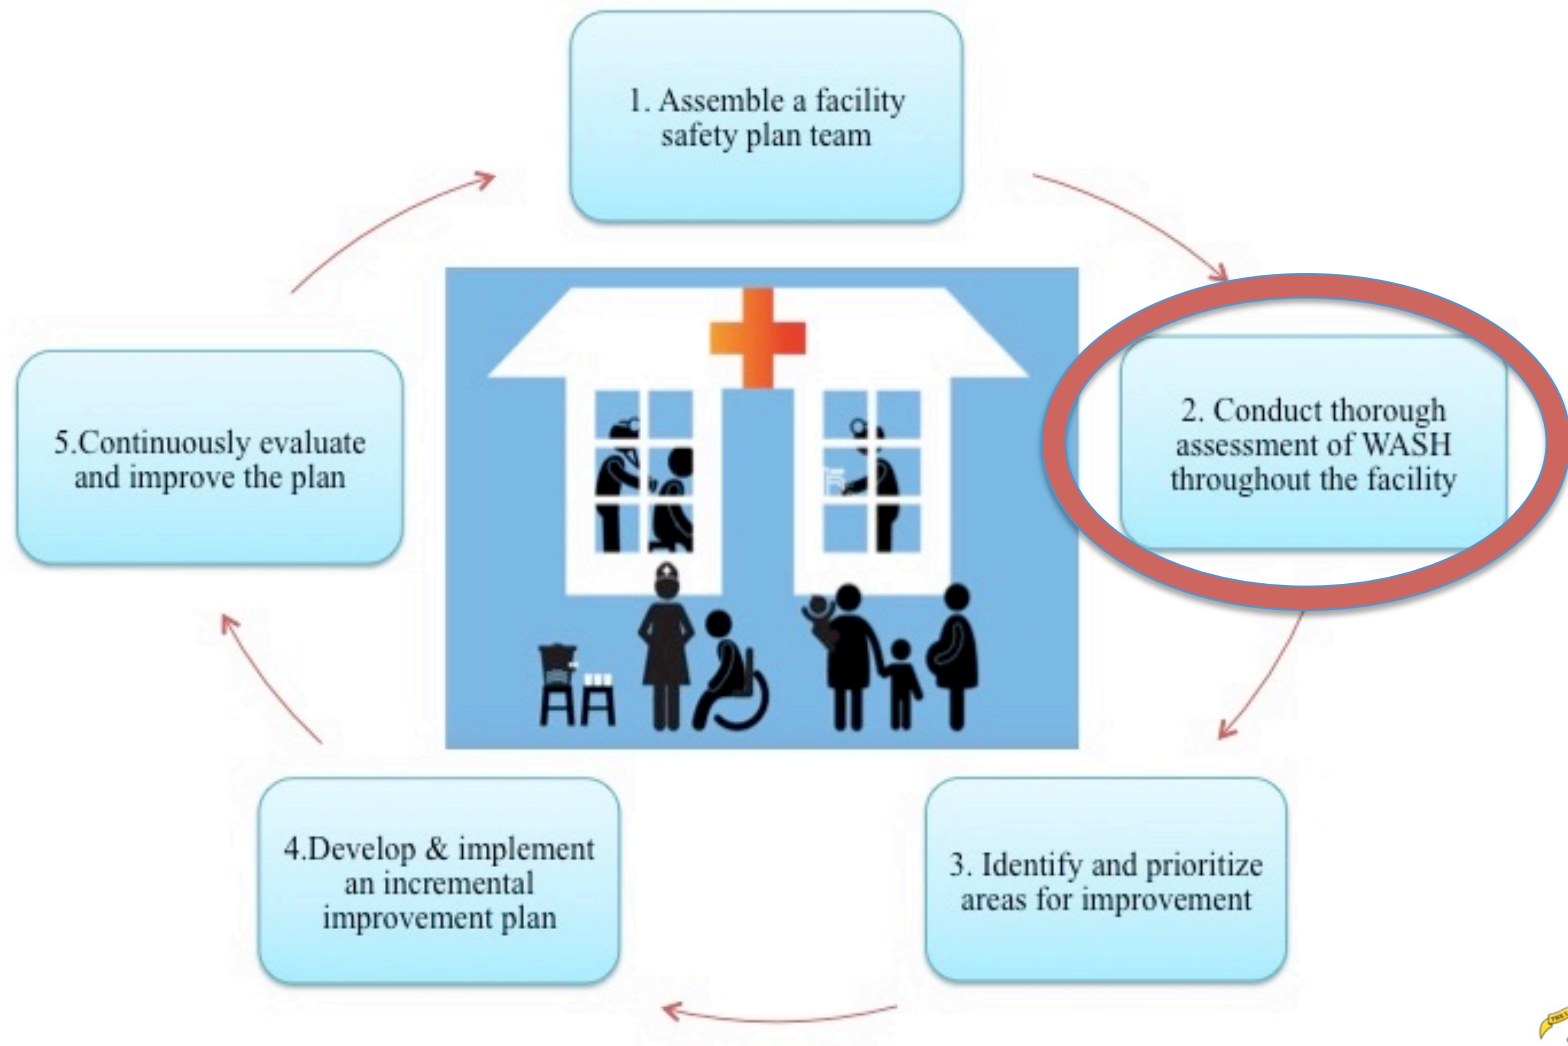 1. Assemble a facility
safety plan team
2. Conduct thorough
assessment of WASH
throughout the facility
3. Identify and prioritize
areas for improvement
4.Develop & implement
an incremental
improvement plan
5.Continuously evaluate
and improve the plan